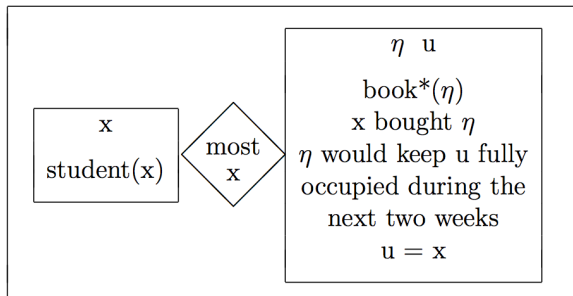 x
student(x)
most
x
η u
book*(η)
x bought η
η would keep u fully
occupied during the
next two weeks
u = x